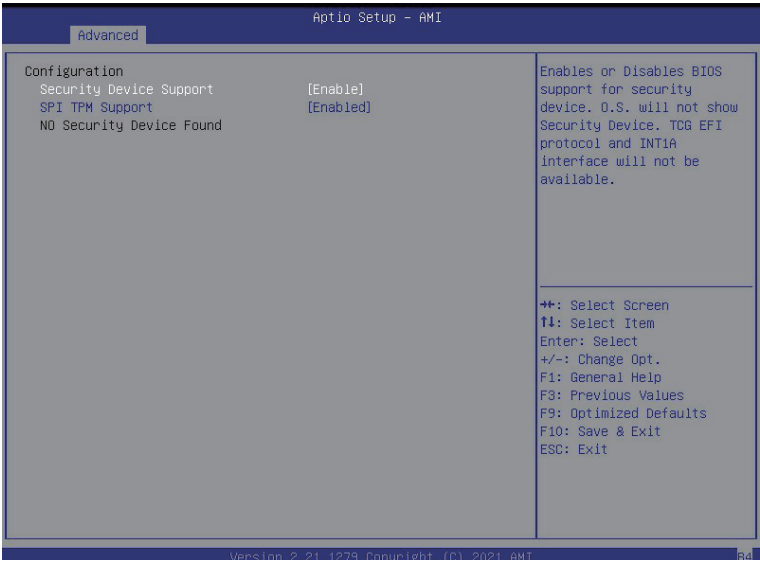 Aptio Setup – AMI
Advanced
Configuration
Security Device Support [Enable]
SPI TPM Support [Enabled]
NO Security Device Found
Enables or Disables BIOS
support for security
device. O.S. will not show
Security Device. TCG EFI
protocol and INT1A
interface will not be
available.
→←: Select Screen
↑↓: Select Item
Enter: Select
+/-: Change Opt.
F1: General Help
F3: Previous Values
F9: Optimized Defaults
F10: Save & Exit
ESC: Exit
Version 2.21.1279 Copyright (C) 2021 AMI
B4